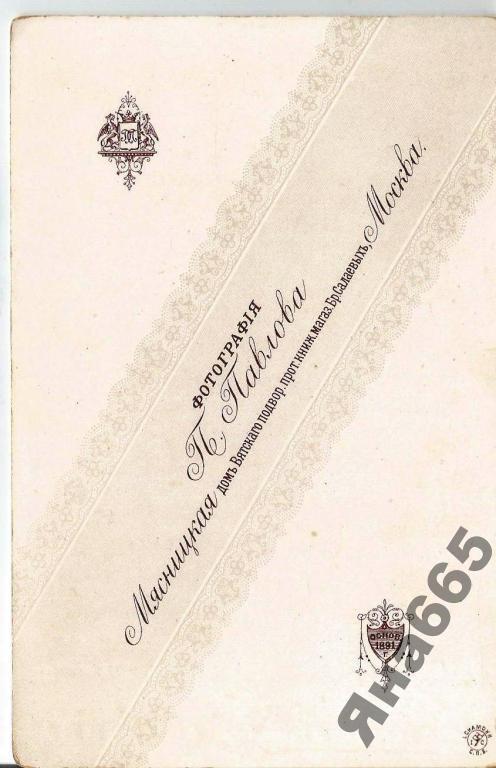 ФОТОГРАФІЯ
П. Павлова
Мясницкая домъ Вятскаго подвор. прот. книж. магаз. Бр. Салаевыхъ, Москва.
ОСНОВ.
1891
Г.
Яна665
С.П.Б.